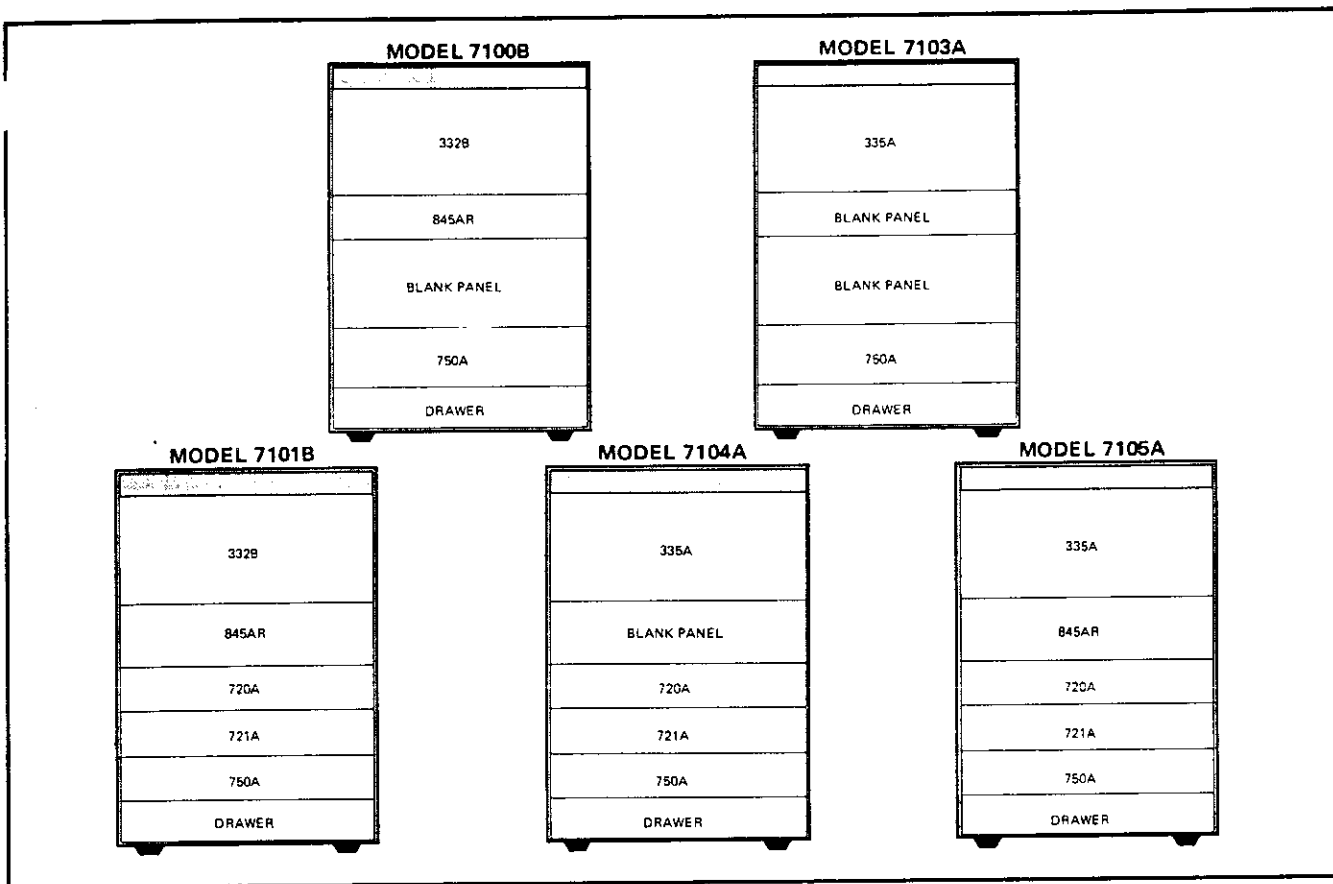 MODEL 7100B
332B
845AR
BLANK PANEL
750A
DRAWER
MODEL 7103A
335A
BLANK PANEL
BLANK PANEL
750A
DRAWER
MODEL 7101B
332B
845AR
720A
721A
750A
DRAWER
MODEL 7104A
335A
BLANK PANEL
720A
721A
750A
DRAWER
MODEL 7105A
335A
845AR
720A
721A
750A
DRAWER